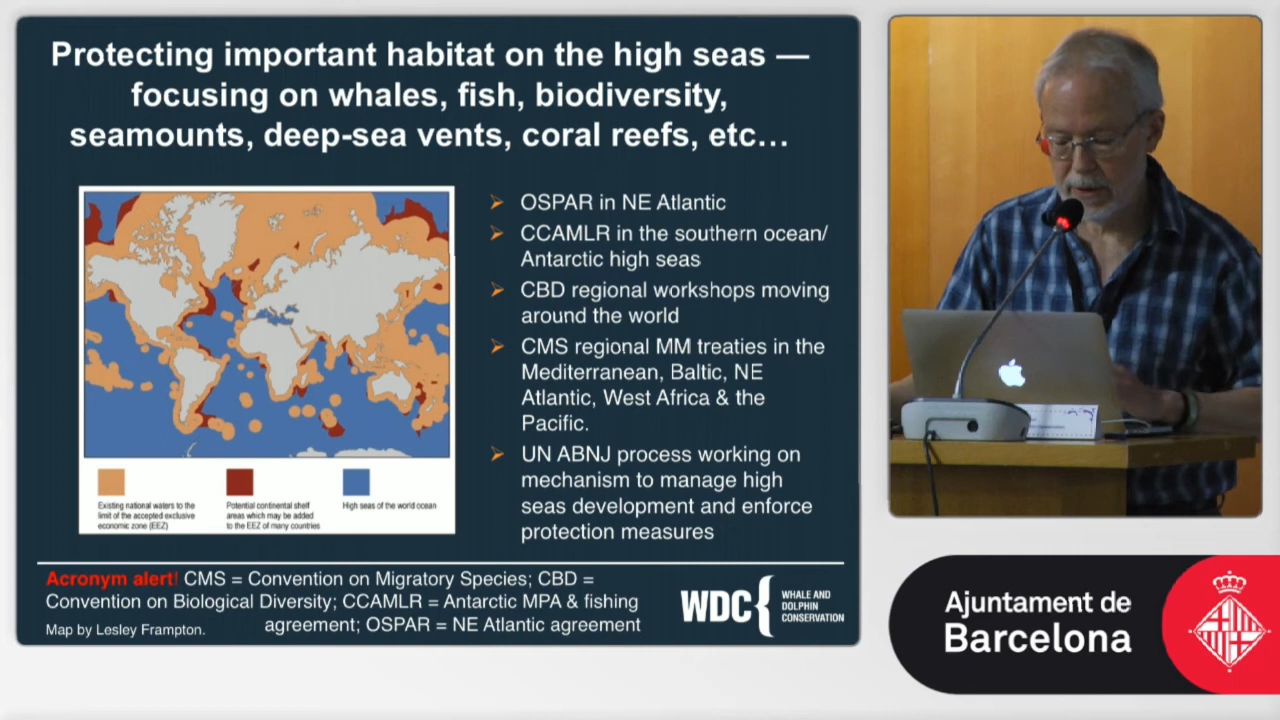 Protecting important habitat on the high seas —
focusing on whales, fish, biodiversity,
seamounts, deep-sea vents, coral reefs, etc…
➢ OSPAR in NE Atlantic
➢ CCAMLR in the southern ocean/
Antarctic high seas
➢ CBD regional workshops moving
around the world
➢ CMS regional MM treaties in the
Mediterranean, Baltic, NE
Atlantic, West Africa & the
Pacific.
➢ UN ABNJ process working on
mechanism to manage high
seas development and enforce
protection measures
Existing national waters to the
limit of the accepted exclusive
economic zone (EEZ)
Potential continental shelf
areas which may be added
to the EEZ of many countries
High seas of the world ocean
Acronym alert! CMS = Convention on Migratory Species; CBD =
Convention on Biological Diversity; CCAMLR = Antarctic MPA & fishing
agreement; OSPAR = NE Atlantic agreement
Map by Lesley Frampton.
WDC
WHALE AND
DOLPHIN
CONSERVATION
Ajuntament de
Barcelona